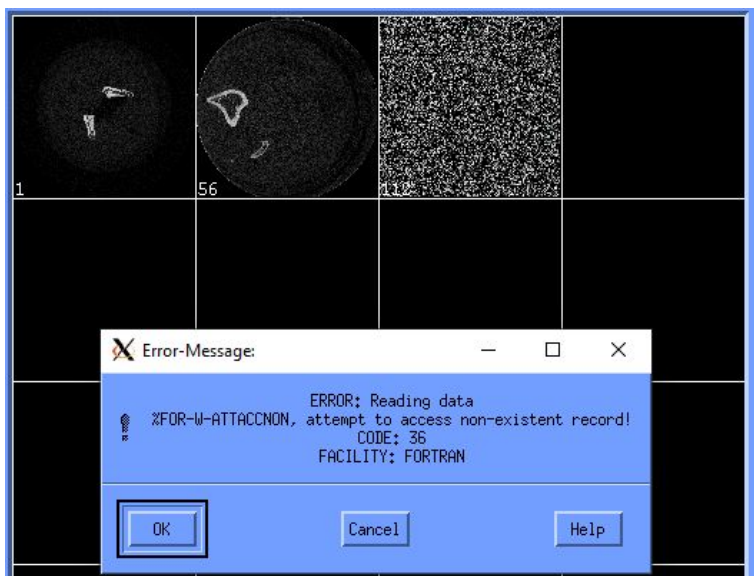 1
56
112
Error-Message:
ERROR: Reading data
%FOR-W-ATTACCNON, attempt to access non-existent record!
CODE: 36
FACILITY: FORTRAN
OK
Cancel
Help